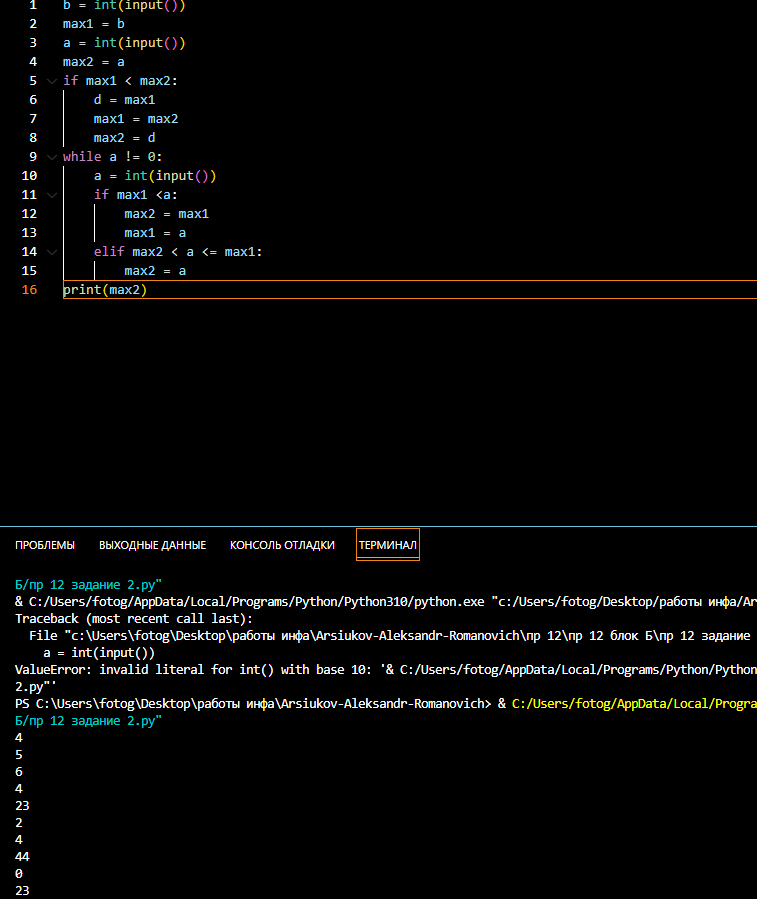 1 b = int(input())
2 max1 = b
3 a = int(input())
4 max2 = a
5 if max1 < max2:
6 d = max1
7 max1 = max2
8 max2 = d
9 while a != 0:
10 a = int(input())
11 if max1 <a:
12 max2 = max1
13 max1 = a
14 elif max2 < a <= max1:
15 max2 = a
16 print(max2)
ПРОБЛЕМЫ ВЫХОДНЫЕ ДАННЫЕ КОНСОЛЬ ОТЛАДКИ ТЕРМИНАЛ
Б/пр 12 задание 2.py"
& C:/Users/fotog/AppData/Local/Programs/Python/Python310/python.exe "c:/Users/fotog/Desktop/работы инфа/Ar
Traceback (most recent call last):
File "c:\Users\fotog\Desktop\работы инфа\Arsiukov-Aleksandr-Romanovich\пр 12\пр 12 блок Б\пр 12 задание
a = int(input())
ValueError: invalid literal for int() with base 10: '& C:/Users/fotog/AppData/Local/Programs/Python/Python
2.py"'
PS C:\Users\fotog\Desktop\работы инфа\Arsiukov-Aleksandr-Romanovich> & C:/Users/fotog/AppData/Local/Progra
Б/пр 12 задание 2.py"
4
5
6
4
23
2
4
44
0
23